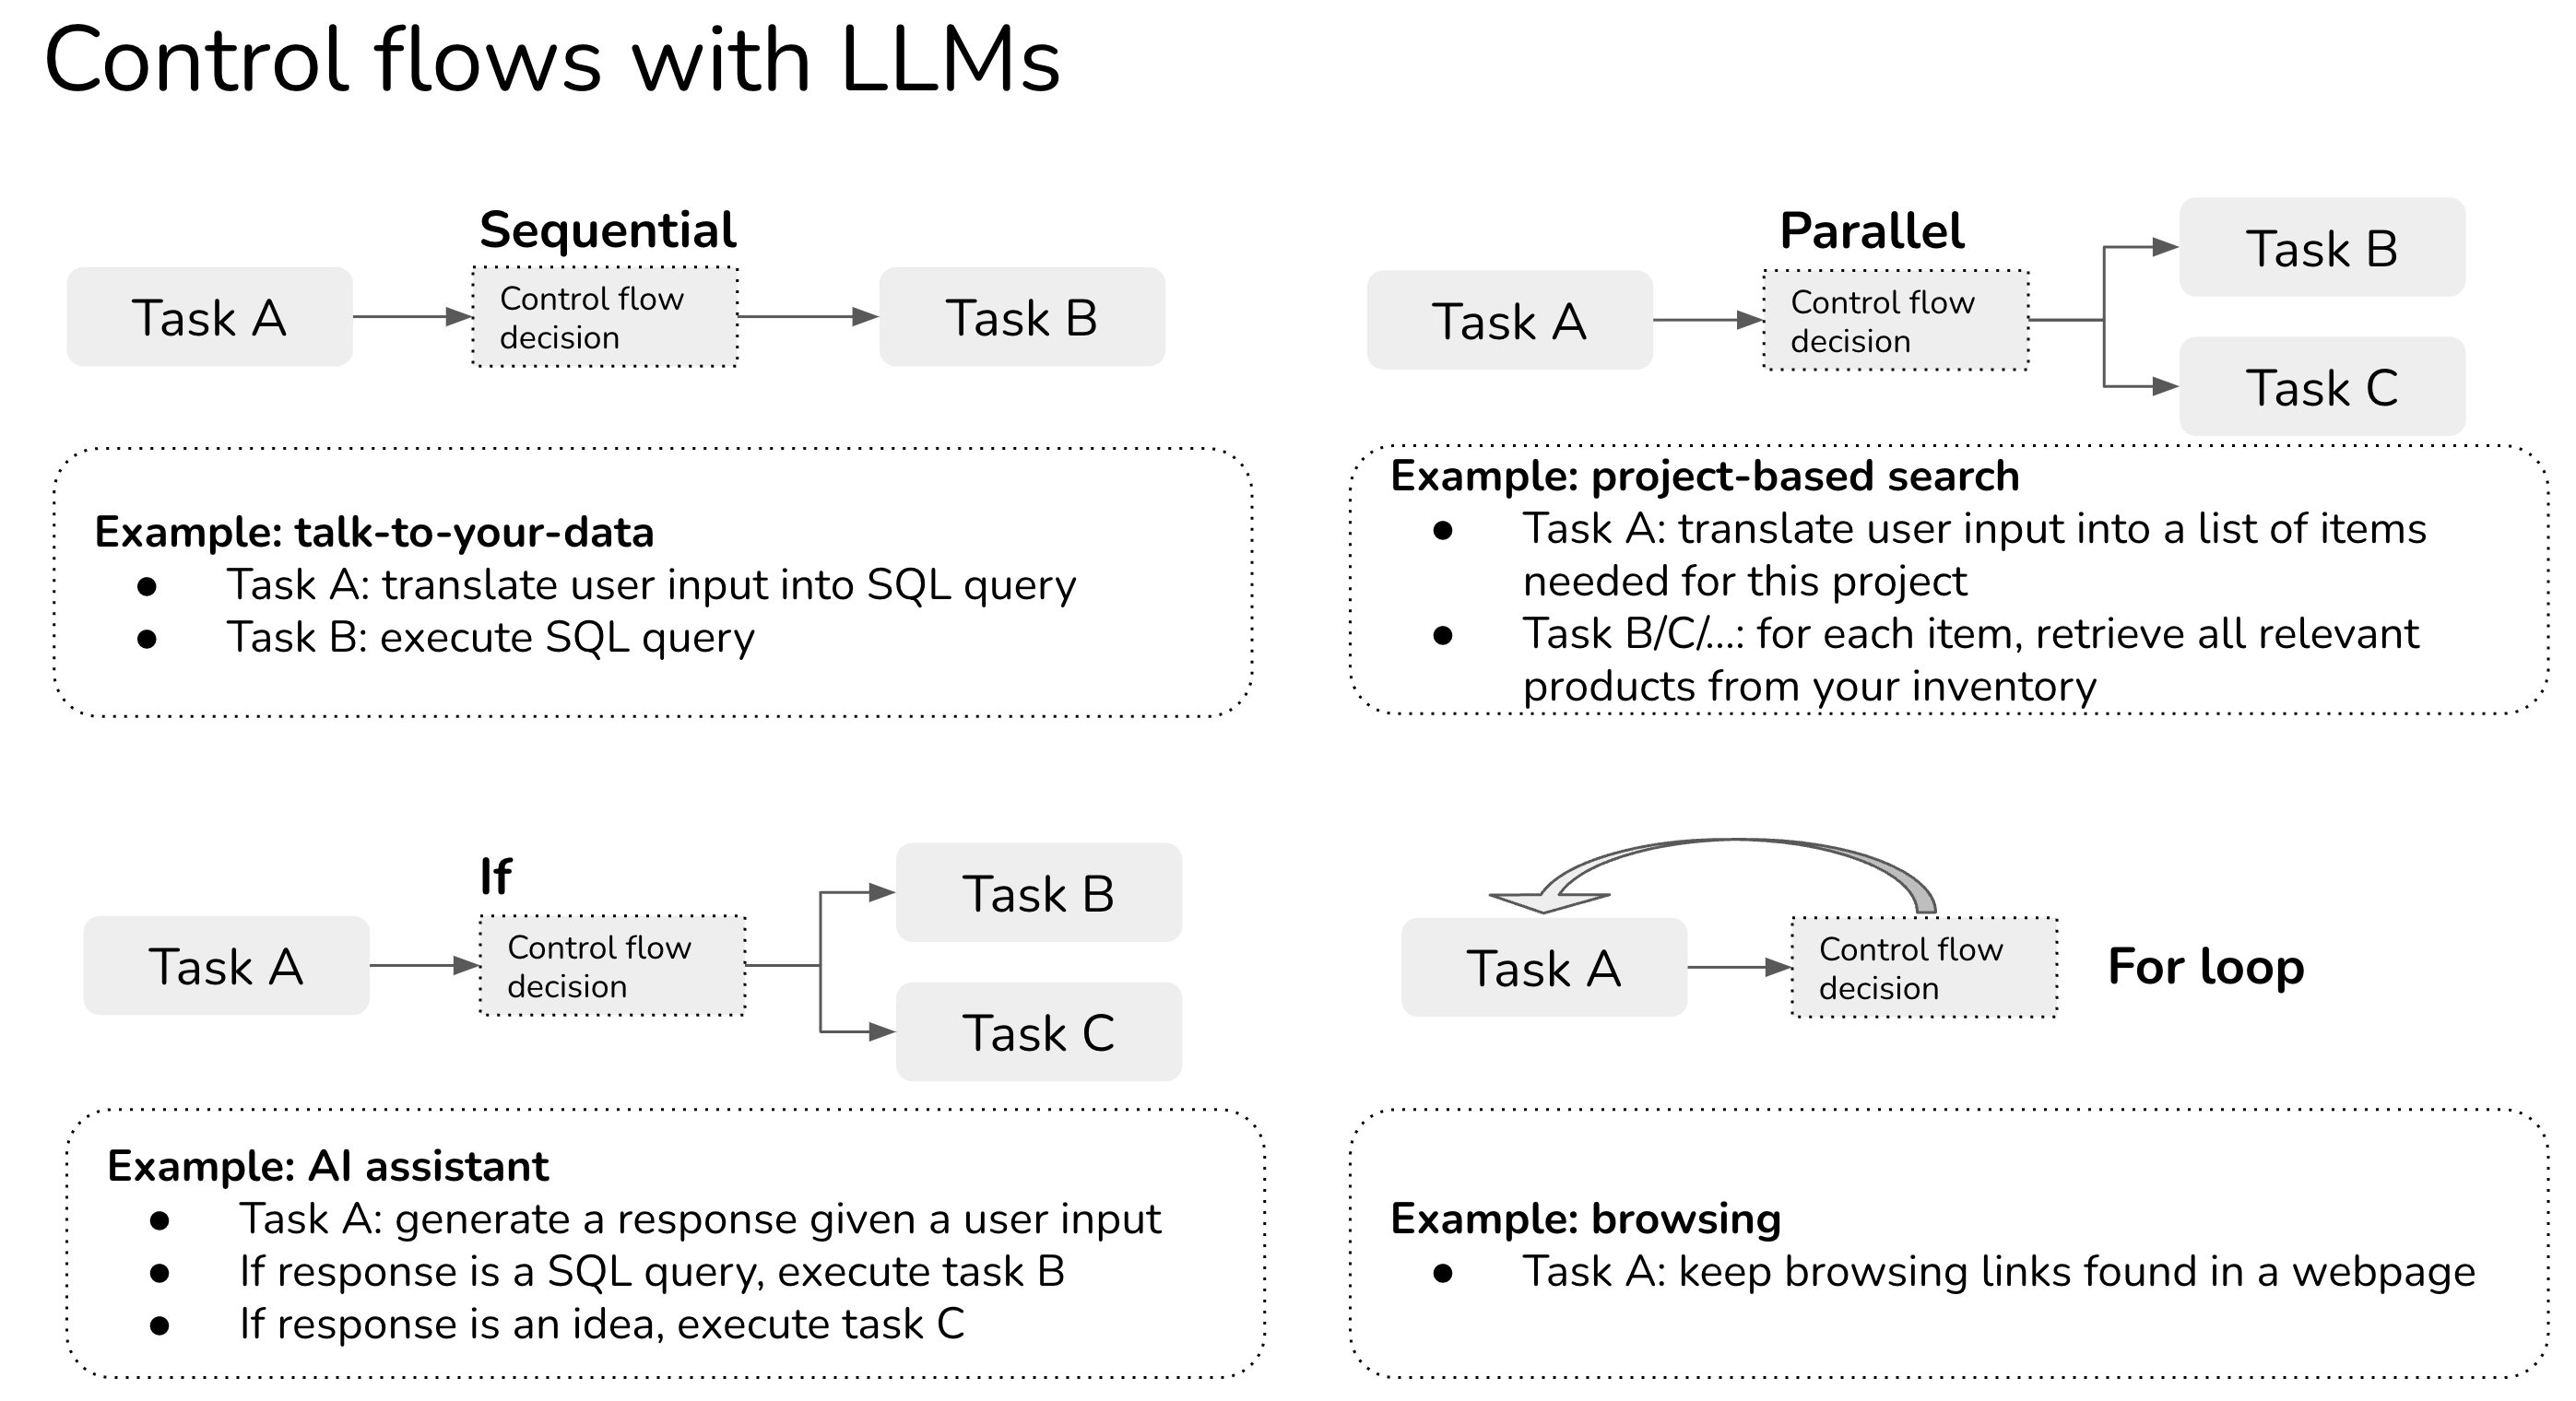 Control flows with LLMs
Sequential
Task A
Control flow
decision
Task B
Example: talk-to-your-data
● Task A: translate user input into SQL query
● Task B: execute SQL query
Parallel
Task A
Control flow
decision
Task B
Task C
Example: project-based search
● Task A: translate user input into a list of items
needed for this project
● Task B/C/...: for each item, retrieve all relevant
products from your inventory
If
Task A
Control flow
decision
Task B
Task C
Example: AI assistant
● Task A: generate a response given a user input
● If response is a SQL query, execute task B
● If response is an idea, execute task C
Task A
Control flow
decision
For loop
Example: browsing
● Task A: keep browsing links found in a webpage